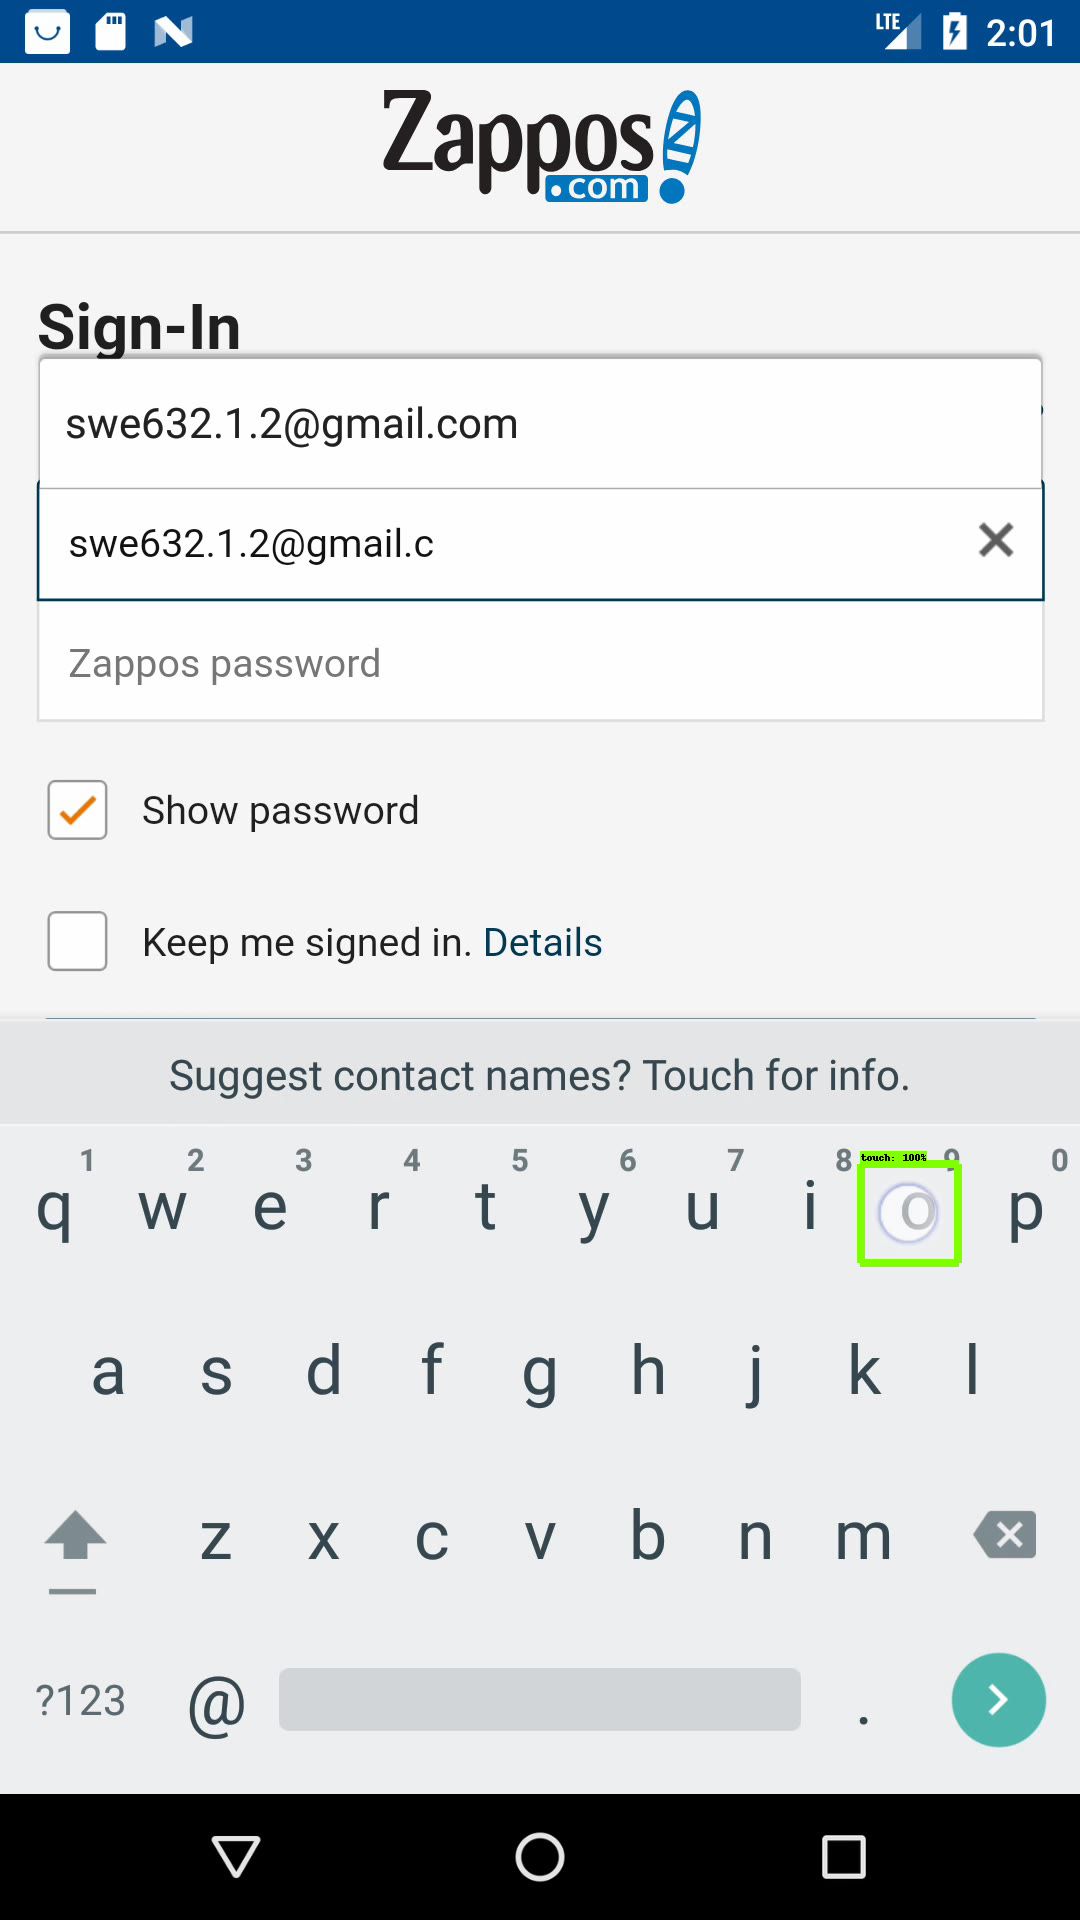 LTE 2:01
Zappos
.com
Sign-In
swe632.1.2@gmail.com
swe632.1.2@gmail.c
Zappos password
Show password
Keep me signed in. Details
Suggest contact names? Touch for info.
1 2 3 4 5 6 7 8 9 0
touch: 100%
q w e r t y u i o p
a s d f g h j k l
z x c v b n m
?123 @ .